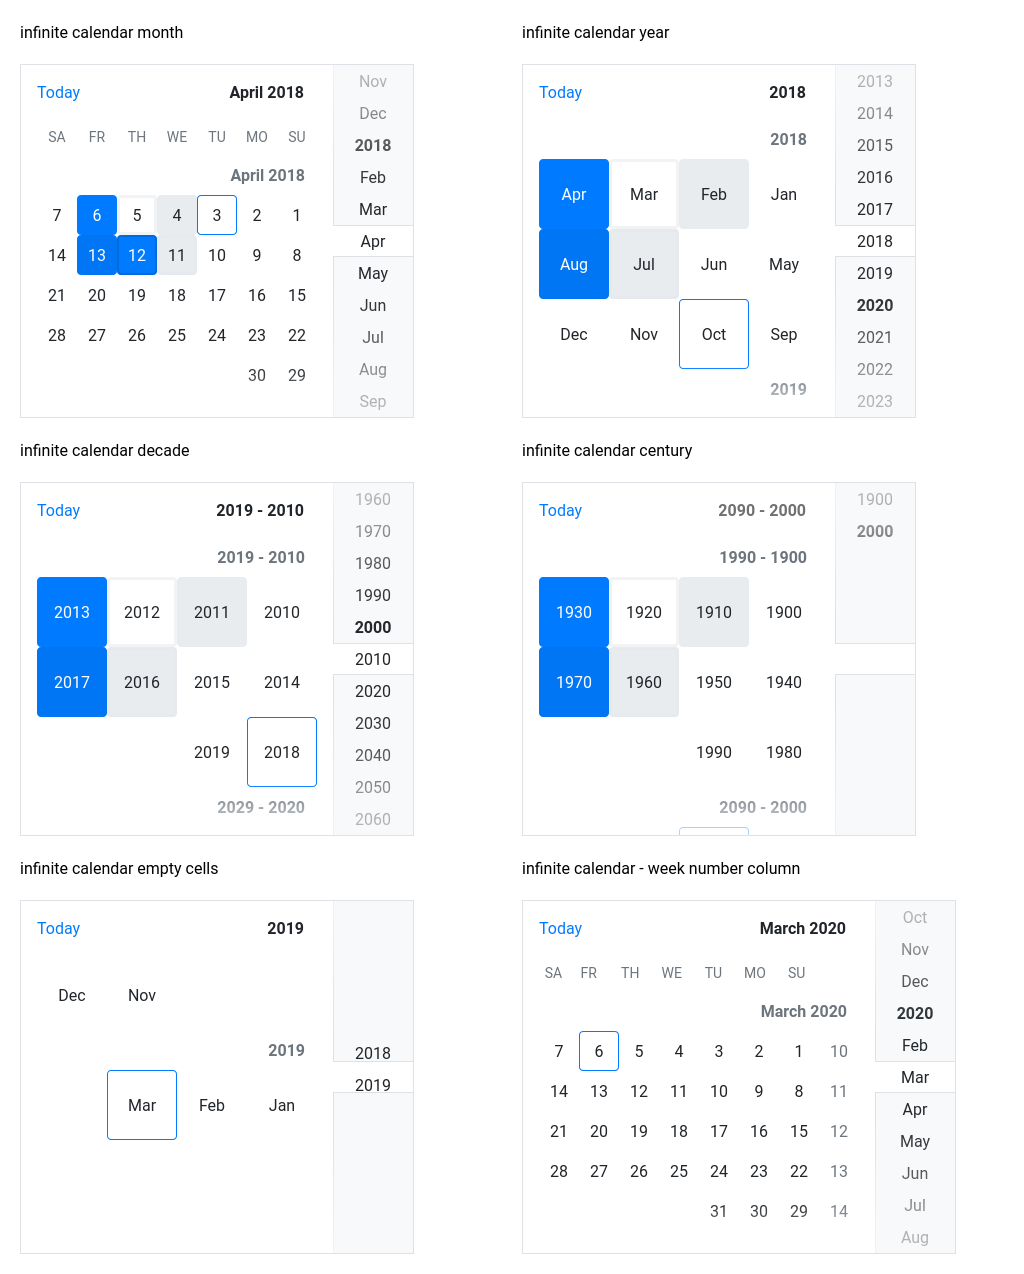 infinite calendar month
Today April 2018
SA FR TH WE TU MO SU
April 2018
7 6 5 4 3 2 1
14 13 12 11 10 9 8
21 20 19 18 17 16 15
28 27 26 25 24 23 22
30 29
Nov
Dec
2018
Feb
Mar
Apr
May
Jun
Jul
Aug
Sep
infinite calendar year
Today 2018
2018
Apr Mar Feb Jan
Aug Jul Jun May
Dec Nov Oct Sep
2019
2013
2014
2015
2016
2017
2018
2019
2020
2021
2022
2023
infinite calendar decade
Today 2019 - 2010
2019 - 2010
2013 2012 2011 2010
2017 2016 2015 2014
2019 2018
2029 - 2020
1960
1970
1980
1990
2000
2010
2020
2030
2040
2050
2060
infinite calendar century
Today 2090 - 2000
1990 - 1900
1930 1920 1910 1900
1970 1960 1950 1940
1990 1980
2090 - 2000
1900
2000
infinite calendar empty cells
Today 2019
Dec Nov
2019
Mar Feb Jan
2018
2019
infinite calendar - week number column
Today March 2020
SA FR TH WE TU MO SU
March 2020
7 6 5 4 3 2 1 10
14 13 12 11 10 9 8 11
21 20 19 18 17 16 15 12
28 27 26 25 24 23 22 13
31 30 29 14
Oct
Nov
Dec
2020
Feb
Mar
Apr
May
Jun
Jul
Aug